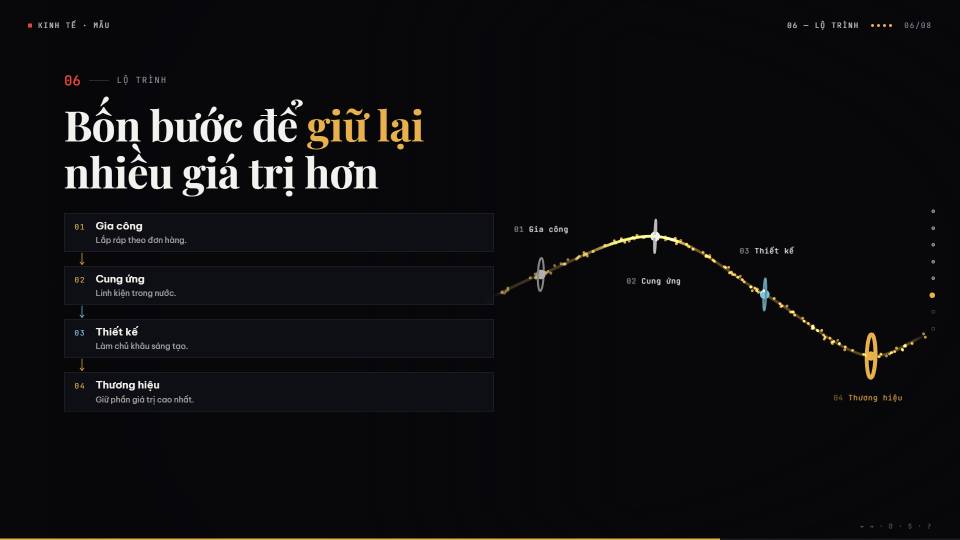 KINH TẾ · MẪU
06 — LỘ TRÌNH
06/08
06
LỘ TRÌNH
Bốn bước để giữ lại
nhiều giá trị hơn
01 Gia công
Lắp ráp theo đơn hàng.
02 Cung ứng
Linh kiện trong nước.
03 Thiết kế
Làm chủ khâu sáng tạo.
04 Thương hiệu
Giữ phần giá trị cao nhất.
01 Gia công
02 Cung ứng
03 Thiết kế
04 Thương hiệu